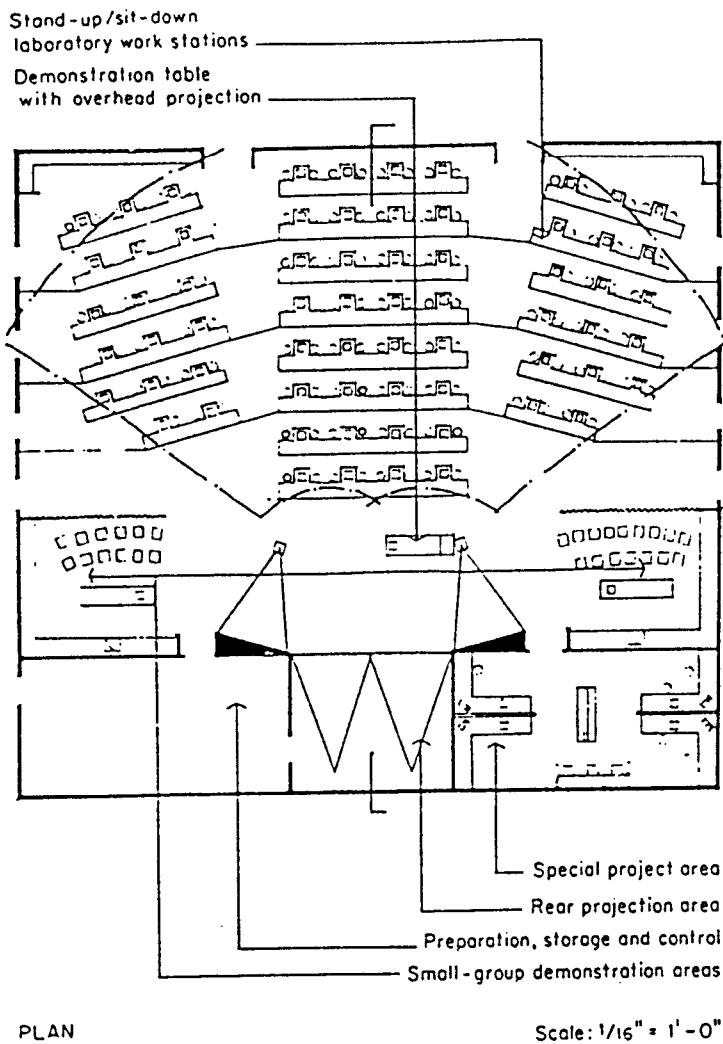 Stand-up/sit-down
laboratory work stations
Demonstration table
with overhead projection
Special project area
Rear projection area
Preparation, storage and control
Small-group demonstration areas
PLAN
Scale: 1/16" = 1'-0"